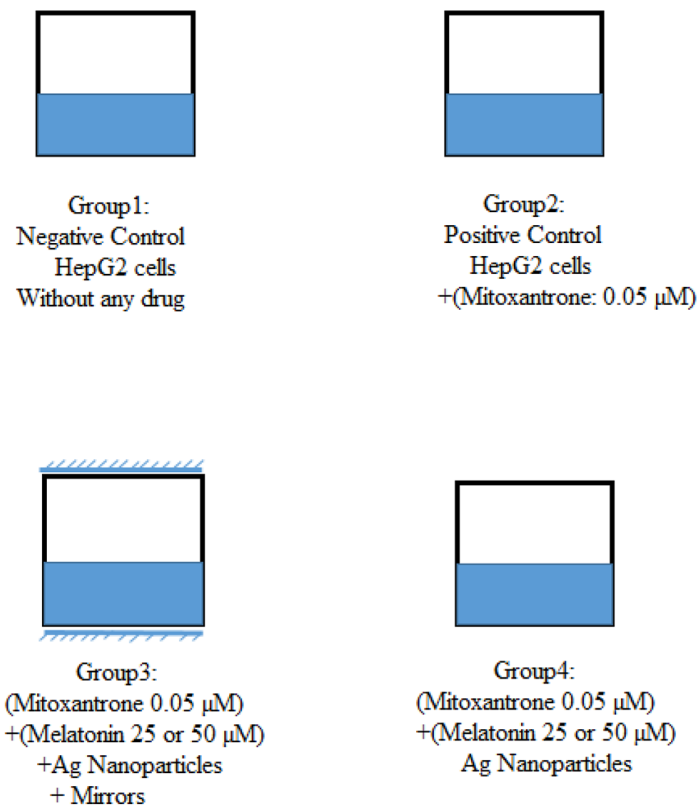 Group1:
Negative Control
HepG2 cells
Without any drug
Group2:
Positive Control
HepG2 cells
+(Mitoxantrone: 0.05 µM)
Group3:
(Mitoxantrone 0.05 µM)
+(Melatonin 25 or 50 µM)
+Ag Nanoparticles
+ Mirrors
Group4:
(Mitoxantrone 0.05 µM)
+(Melatonin 25 or 50 µM)
Ag Nanoparticles